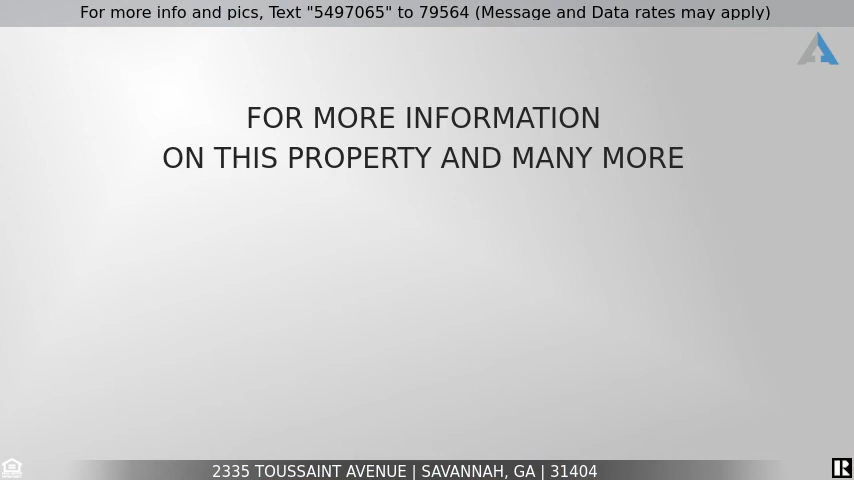 For more info and pics, Text "5497065" to 79564 (Message and Data rates may apply)
FOR MORE INFORMATION
ON THIS PROPERTY AND MANY MORE
2335 TOUSSAINT AVENUE | SAVANNAH, GA | 31404